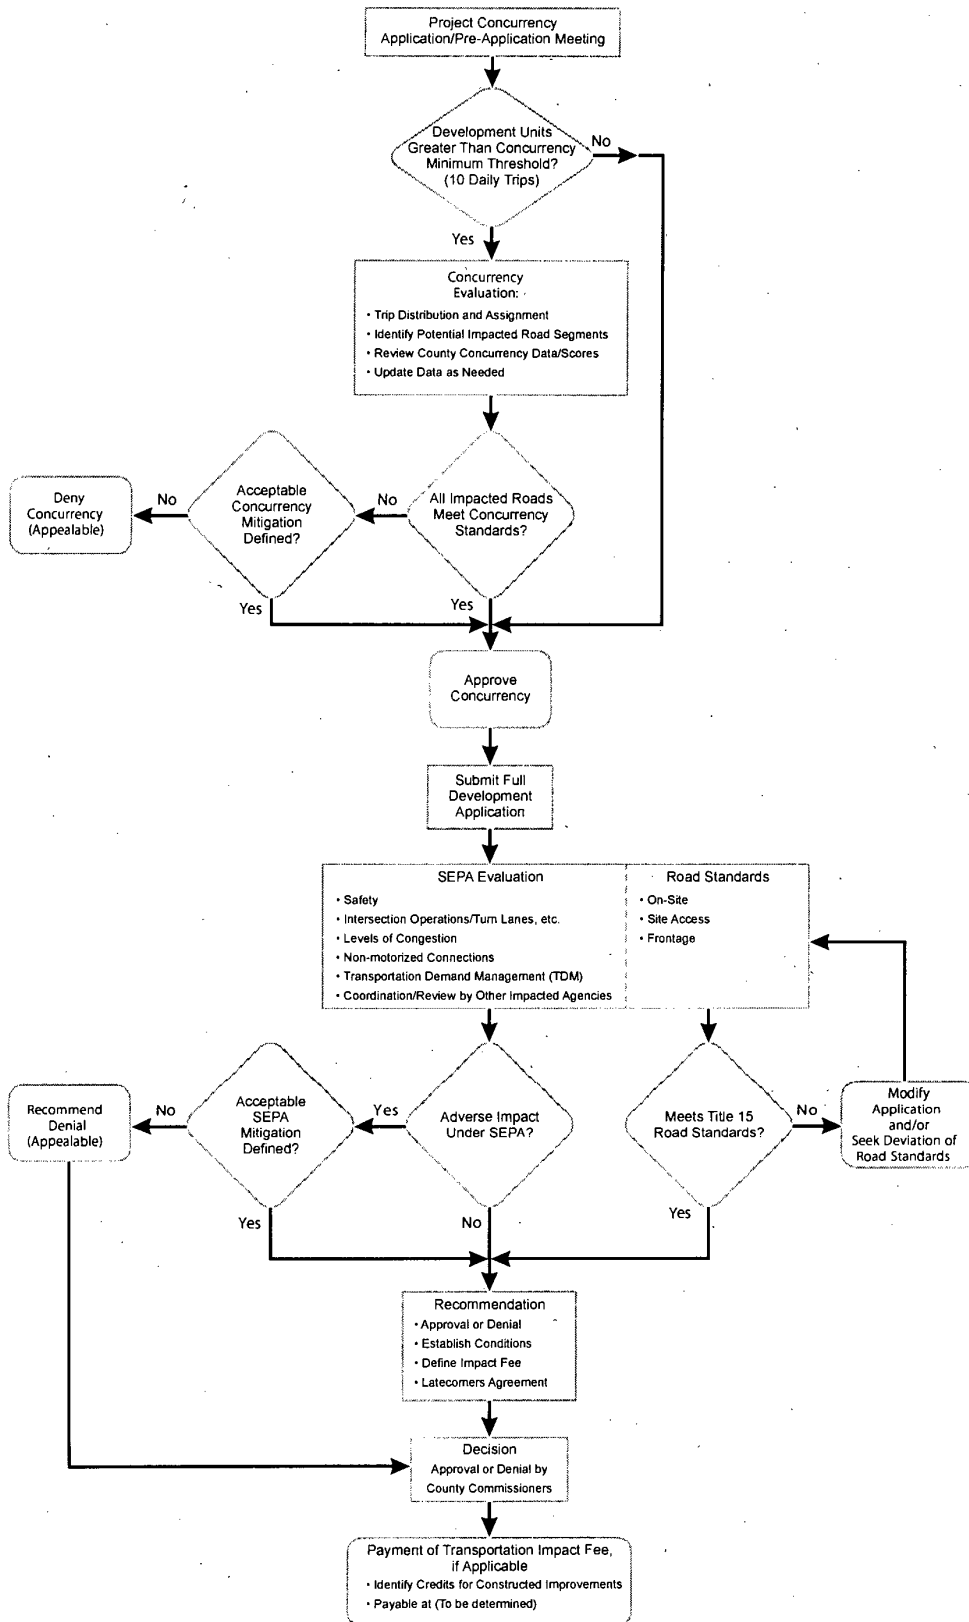 Project Concurrency
Application/Pre-Application Meeting
Development Units
Greater Than Concurrency
Minimum Threshold?
(10 Daily Trips)
No
Yes
Concurrency
Evaluation:
• Trip Distribution and Assignment
• Identify Potential Impacted Road Segments
• Review County Concurrency Data/Scores
• Update Data as Needed
Deny
Concurrency
(Appealable)
No
Acceptable
Concurrency
Mitigation
Defined?
No
All Impacted Roads
Meet Concurrency
Standards?
Yes
Yes
Approve
Concurrency
Submit Full
Development
Application
SEPA Evaluation
• Safety
• Intersection Operations/Turn Lanes, etc.
• Levels of Congestion
• Non-motorized Connections
• Transportation Demand Management (TDM)
• Coordination/Review by Other Impacted Agencies
Road Standards
• On-Site
• Site Access
• Frontage
Recommend
Denial
(Appealable)
No
Acceptable
SEPA
Mitigation
Defined?
Yes
Adverse Impact
Under SEPA?
Meets Title 15
Road Standards?
No
Modify
Application
and/or
Seek Deviation of
Road Standards
Yes
No
Yes
Recommendation
• Approval or Denial
• Establish Conditions
• Define Impact Fee
• Latecomers Agreement
Decision
Approval or Denial by
County Commissioners
Payment of Transportation Impact Fee,
if Applicable
• Identify Credits for Constructed Improvements
• Payable at (To be determined)